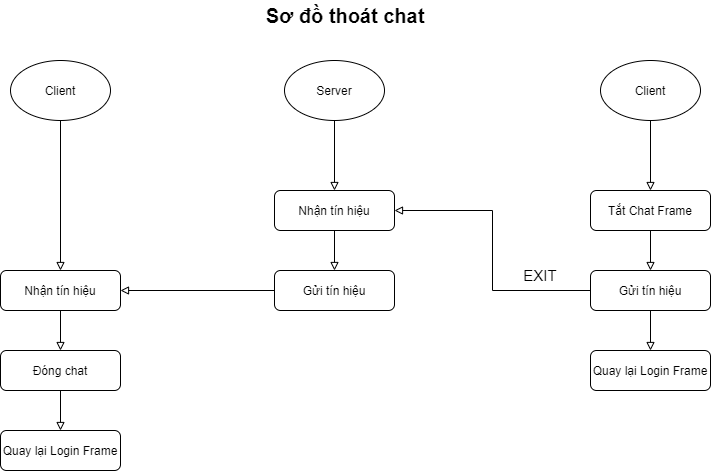 Sơ đồ thoát chat
Client
Server
Client
Nhận tín hiệu
Tắt Chat Frame
EXIT
Nhận tín hiệu
Gửi tín hiệu
Gửi tín hiệu
Đóng chat
Quay lại Login Frame
Quay lại Login Frame